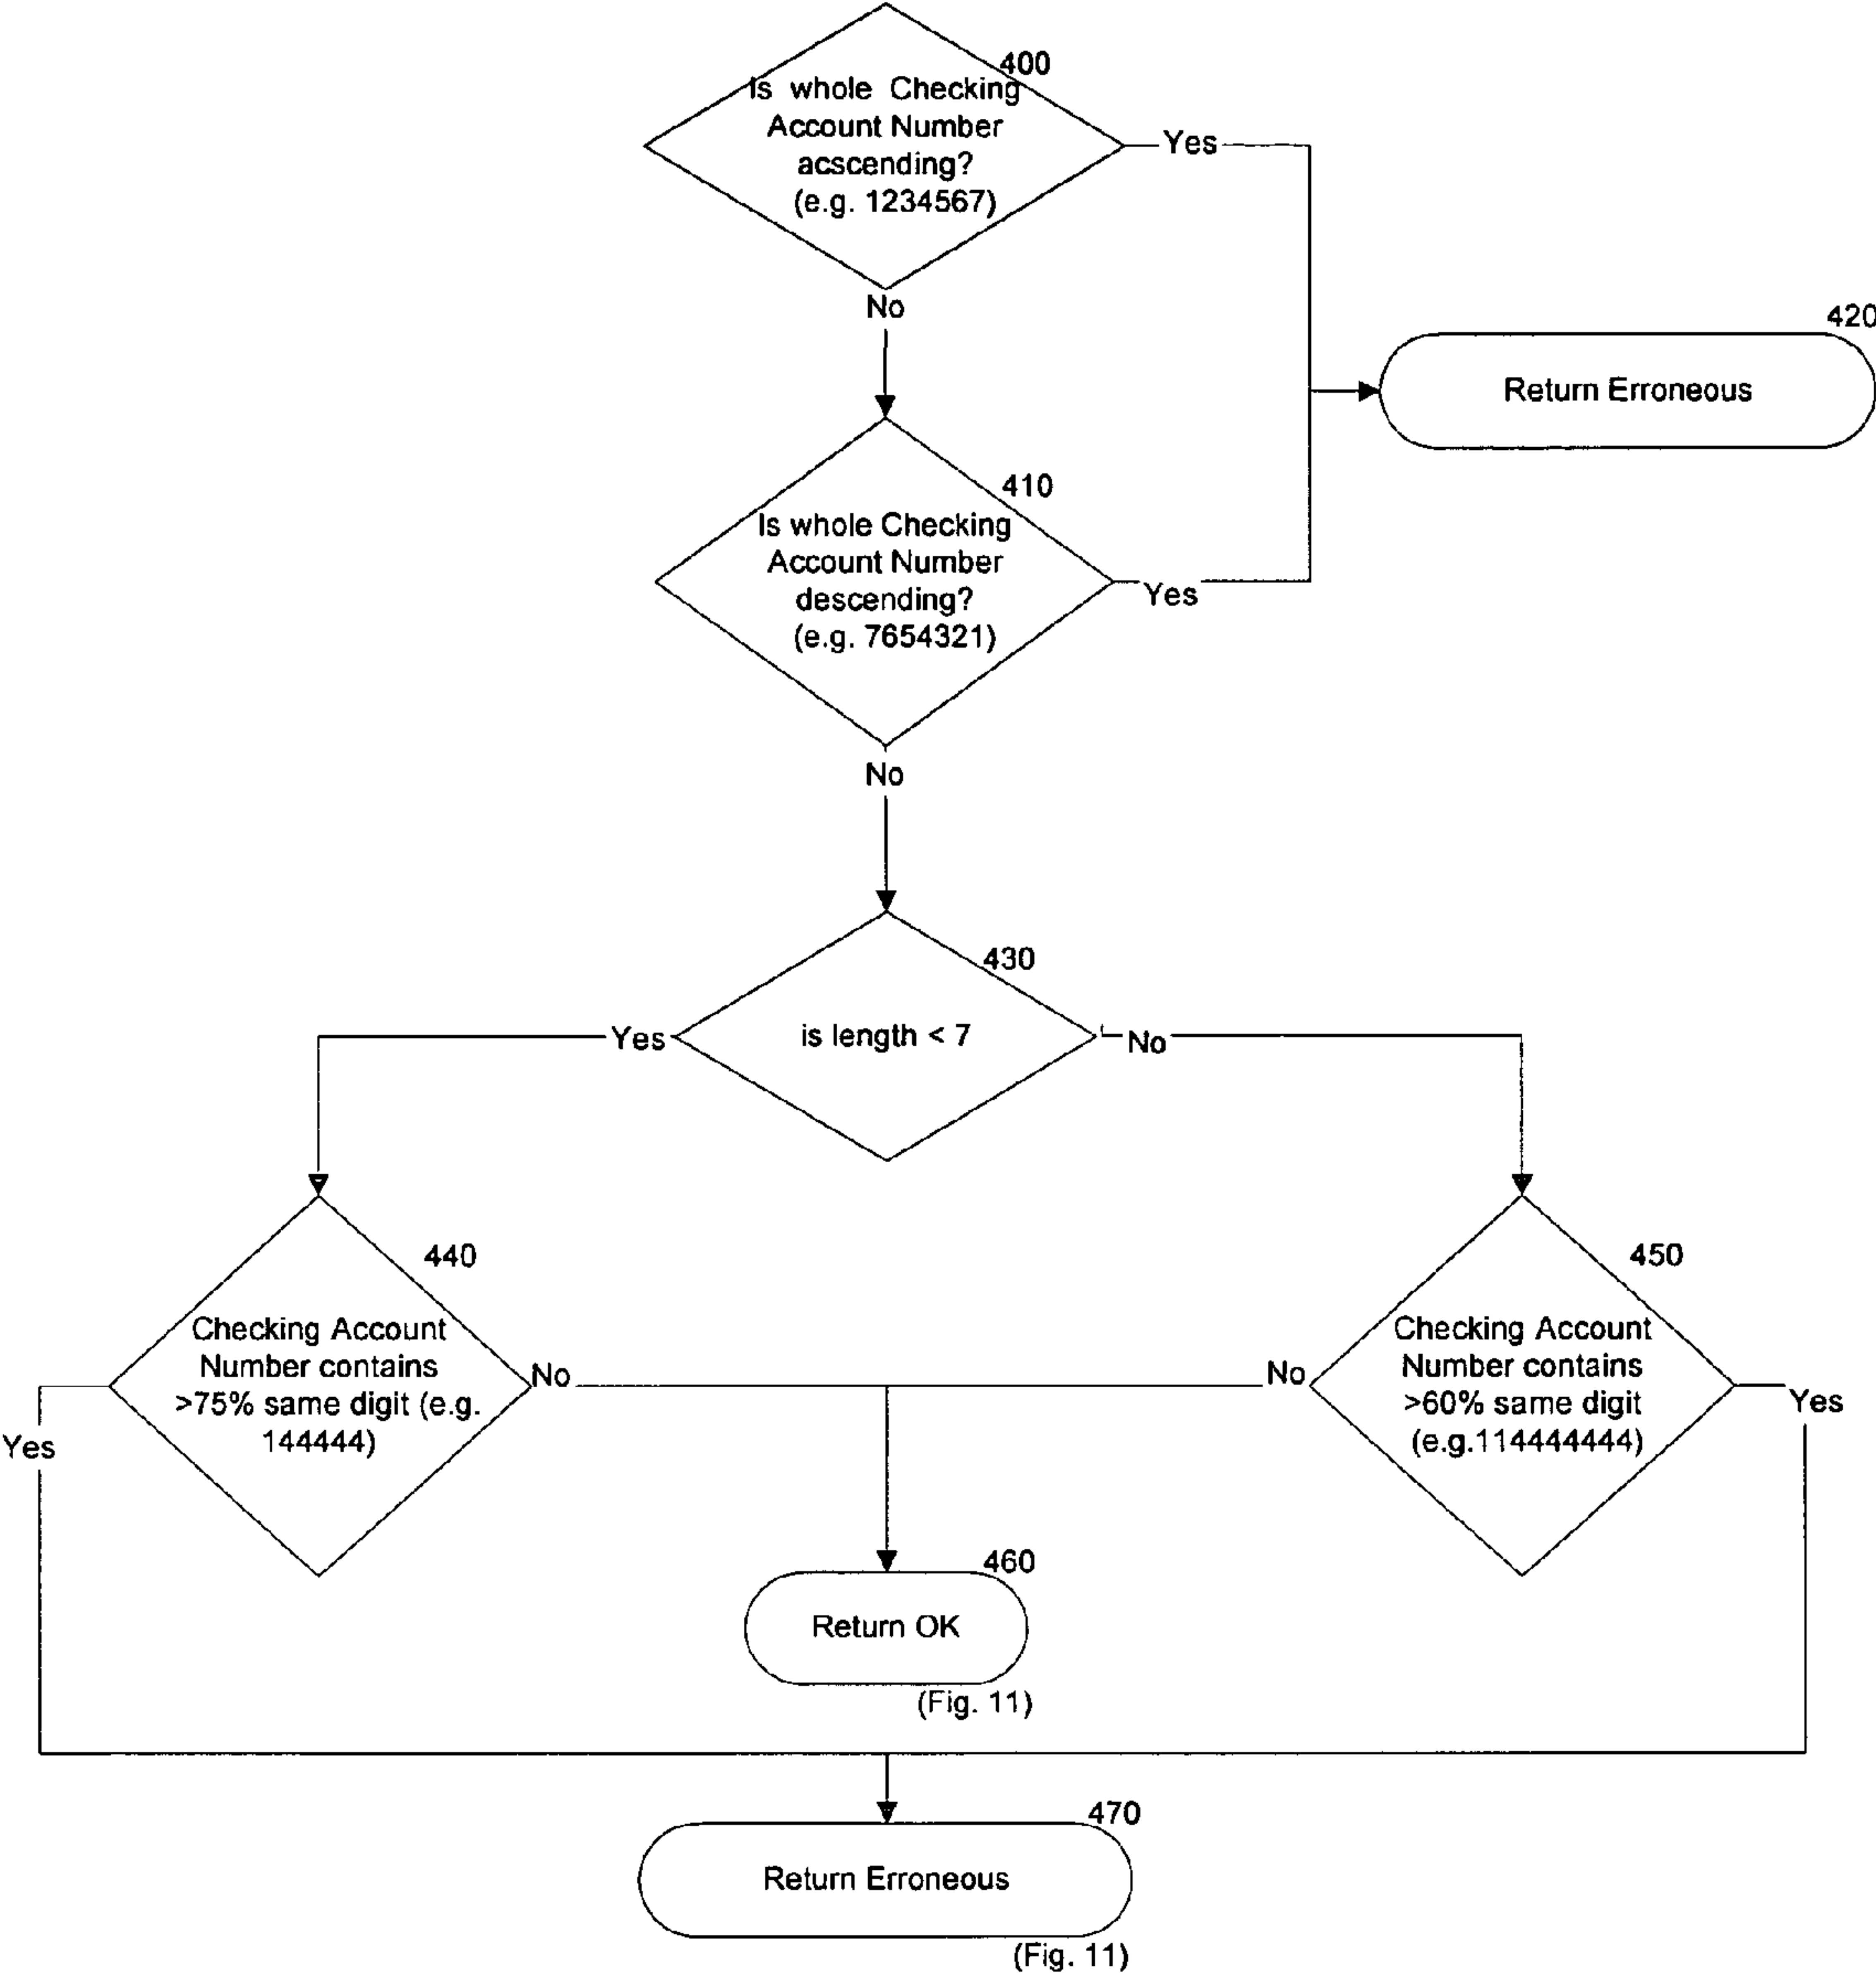 400
Is whole Checking
Account Number
acscending?
(e.g. 1234567)
Yes
No
420
Return Erroneous
410
Is whole Checking
Account Number
descending?
(e.g. 7654321)
Yes
No
430
is length < 7
Yes
No
440
Checking Account
Number contains
>75% same digit (e.g.
144444)
No
Yes
450
Checking Account
Number contains
>60% same digit
(e.g.114444444)
No
Yes
460
Return OK
(Fig. 11)
470
Return Erroneous
(Fig. 11)